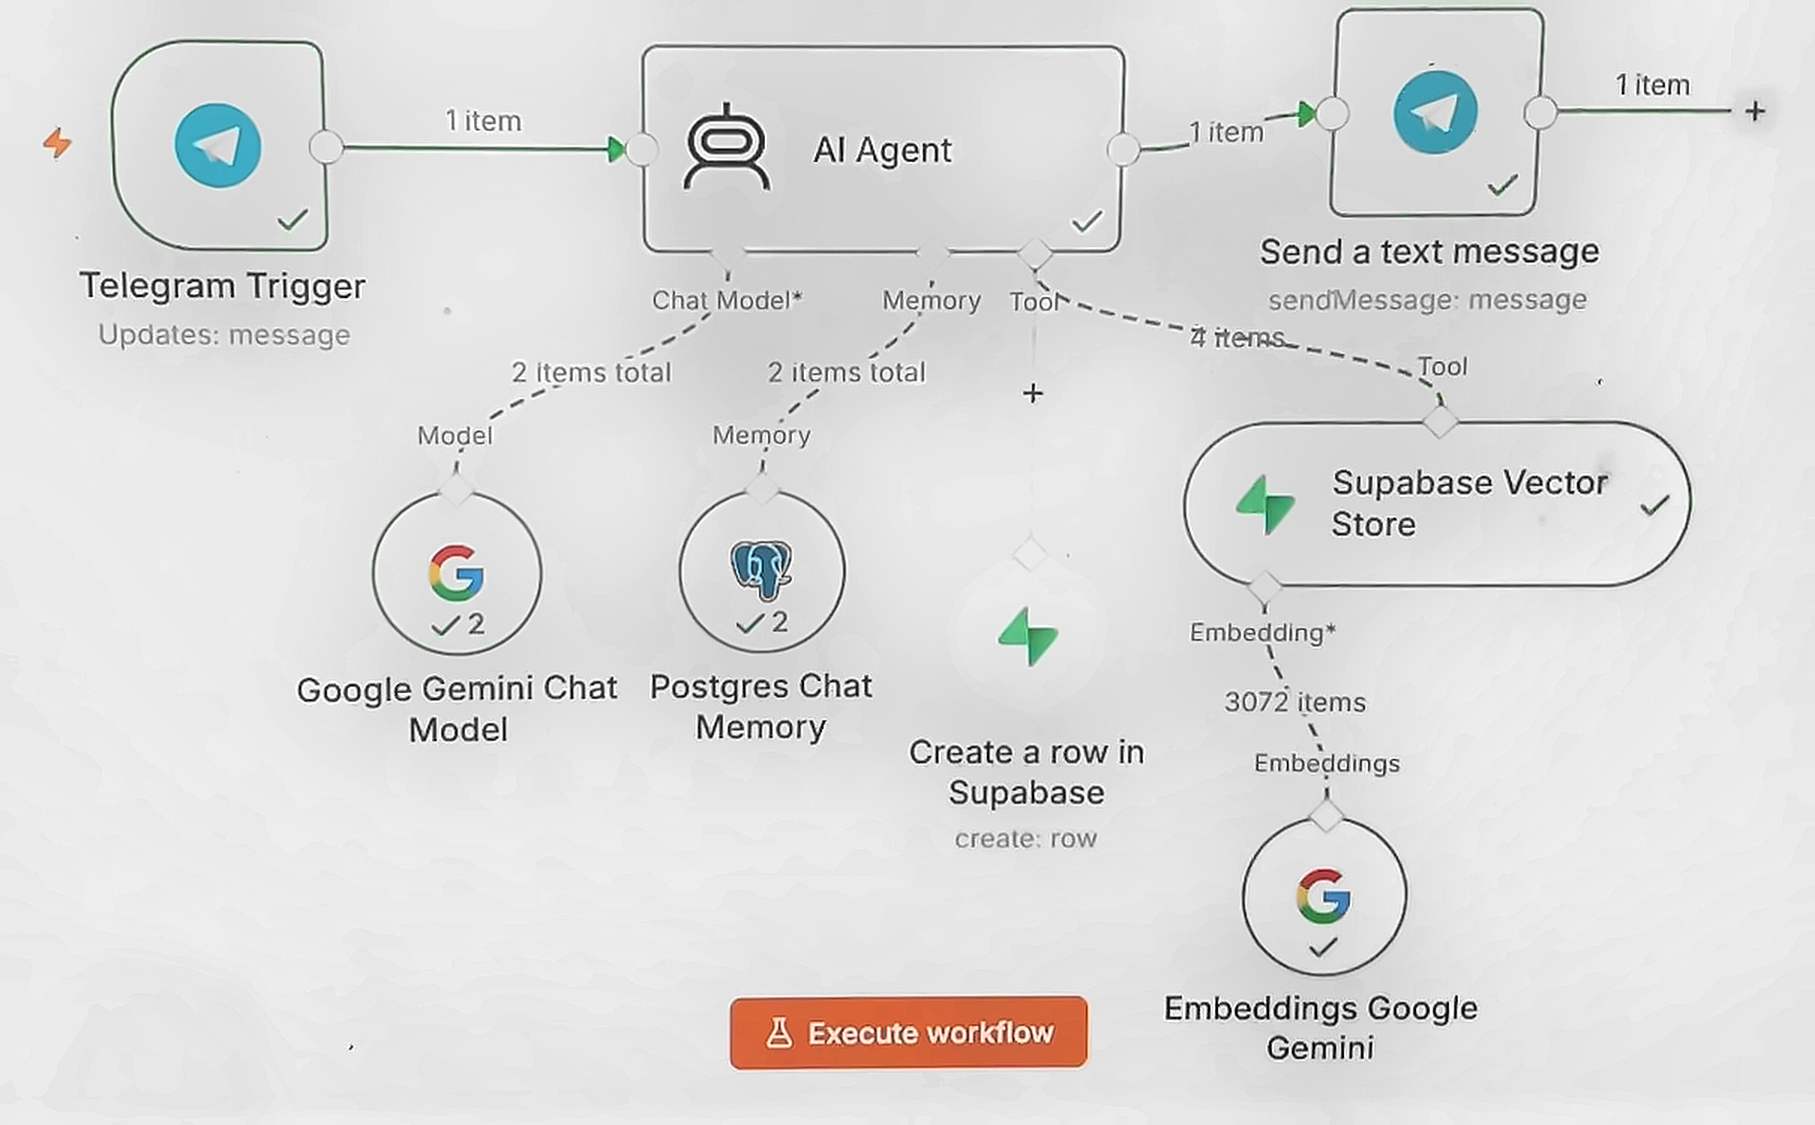 1 item
AI Agent
1 item
1 item
Telegram Trigger
Updates: message
Send a text message
sendMessage: message
Chat Model*
Memory
Tool
2 items total
2 items total
4 items
Tool
Model
Memory
Supabase Vector
Store
2
2
Google Gemini Chat
Model
Postgres Chat
Memory
Embedding*
3072 items
Embeddings
Create a row in
Supabase
create: row
Embeddings Google
Gemini
Execute workflow